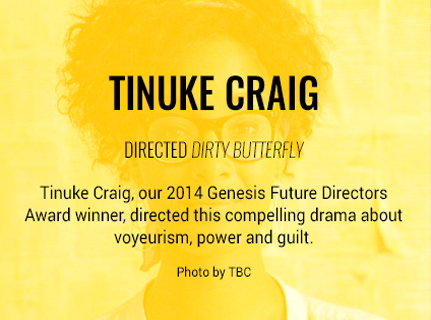 TINUKE CRAIG
DIRECTED DIRTY BUTTERFLY
Tinuke Craig, our 2014 Genesis Future Directors
Award winner, directed this compelling drama about
voyeurism, power and guilt.
Photo by TBC